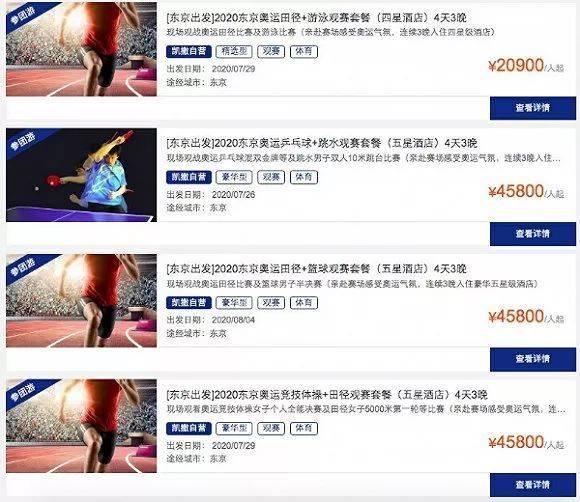 参团游
[东京出发]2020东京奥运田径+游泳观赛套餐（四星酒店）4天3晚
现场观战奥运田径比赛及游泳比赛（亲赴赛场感受奥运气氛，连续3晚入住四星级酒店）
凯撒自营 精选型 观赛 体育
¥20900/人起
出发日期： 2020/07/29
途经城市：东京
查看详情
参团游
[东京出发]2020东京奥运乒乓球+跳水观赛套餐（五星酒店）4天3晚
现场观战奥运乒乓球混双金牌等及跳水男子双人10米跳台比赛（亲赴赛场感受奥运气氛，连续3晚入住…
凯撒自营 豪华型 观赛 体育
¥45800/人起
出发日期： 2020/07/26
途经城市：东京
查看详情
参团游
[东京出发]2020东京奥运田径+篮球观赛套餐（五星酒店）4天3晚
现场观战奥运田径比赛及篮球男子半决赛（亲赴赛场感受奥运气氛，连续3晚入住豪华五星级酒店）
凯撒自营 豪华型 观赛 体育
¥45800/人起
出发日期： 2020/08/04
途经城市：东京
查看详情
参团游
[东京出发]2020东京奥运竞技体操+田径观赛套餐（五星酒店）4天3晚
现场观看奥运竞技体操女子个人全能决赛及田径女子5000米第一轮等比赛（亲赴赛场感受奥运气氛，连…
凯撒自营 豪华型 观赛 体育
¥45800/人起
出发日期： 2020/07/29
途经城市：东京
查看详情